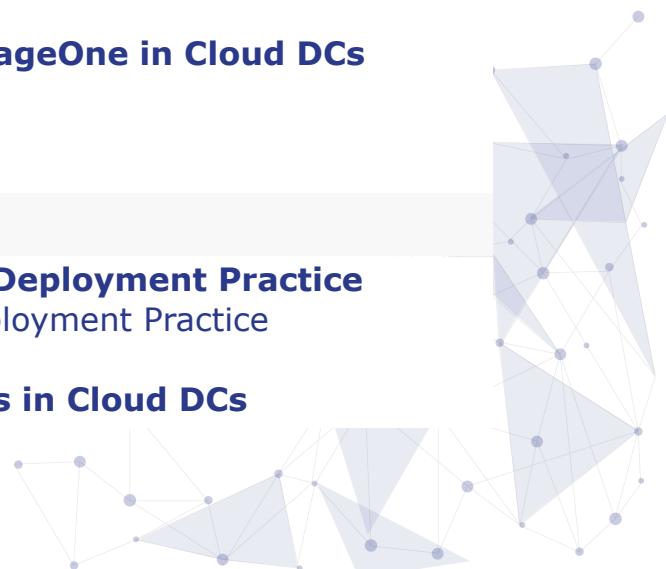 ageOne in Cloud DCs
Deployment Practice
loyment Practice
s in Cloud DCs